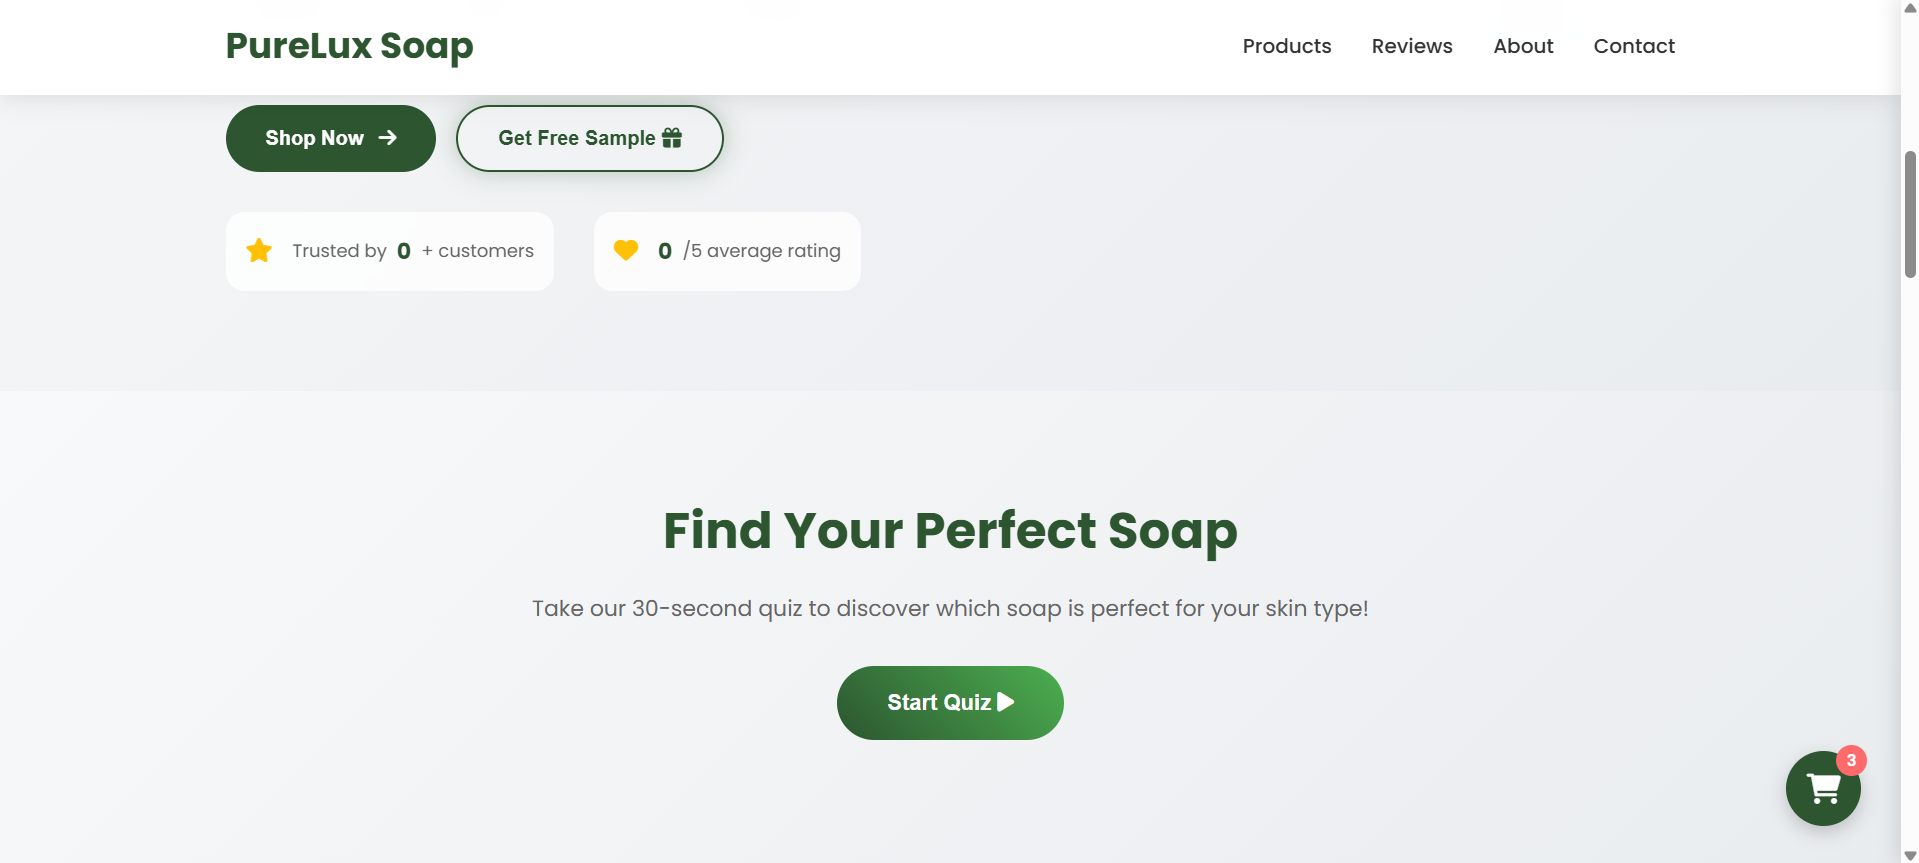 PureLux Soap
Products Reviews About Contact
Shop Now
Get Free Sample
Trusted by 0 + customers
0 /5 average rating
Find Your Perfect Soap
Take our 30-second quiz to discover which soap is perfect for your skin type!
Start Quiz
3